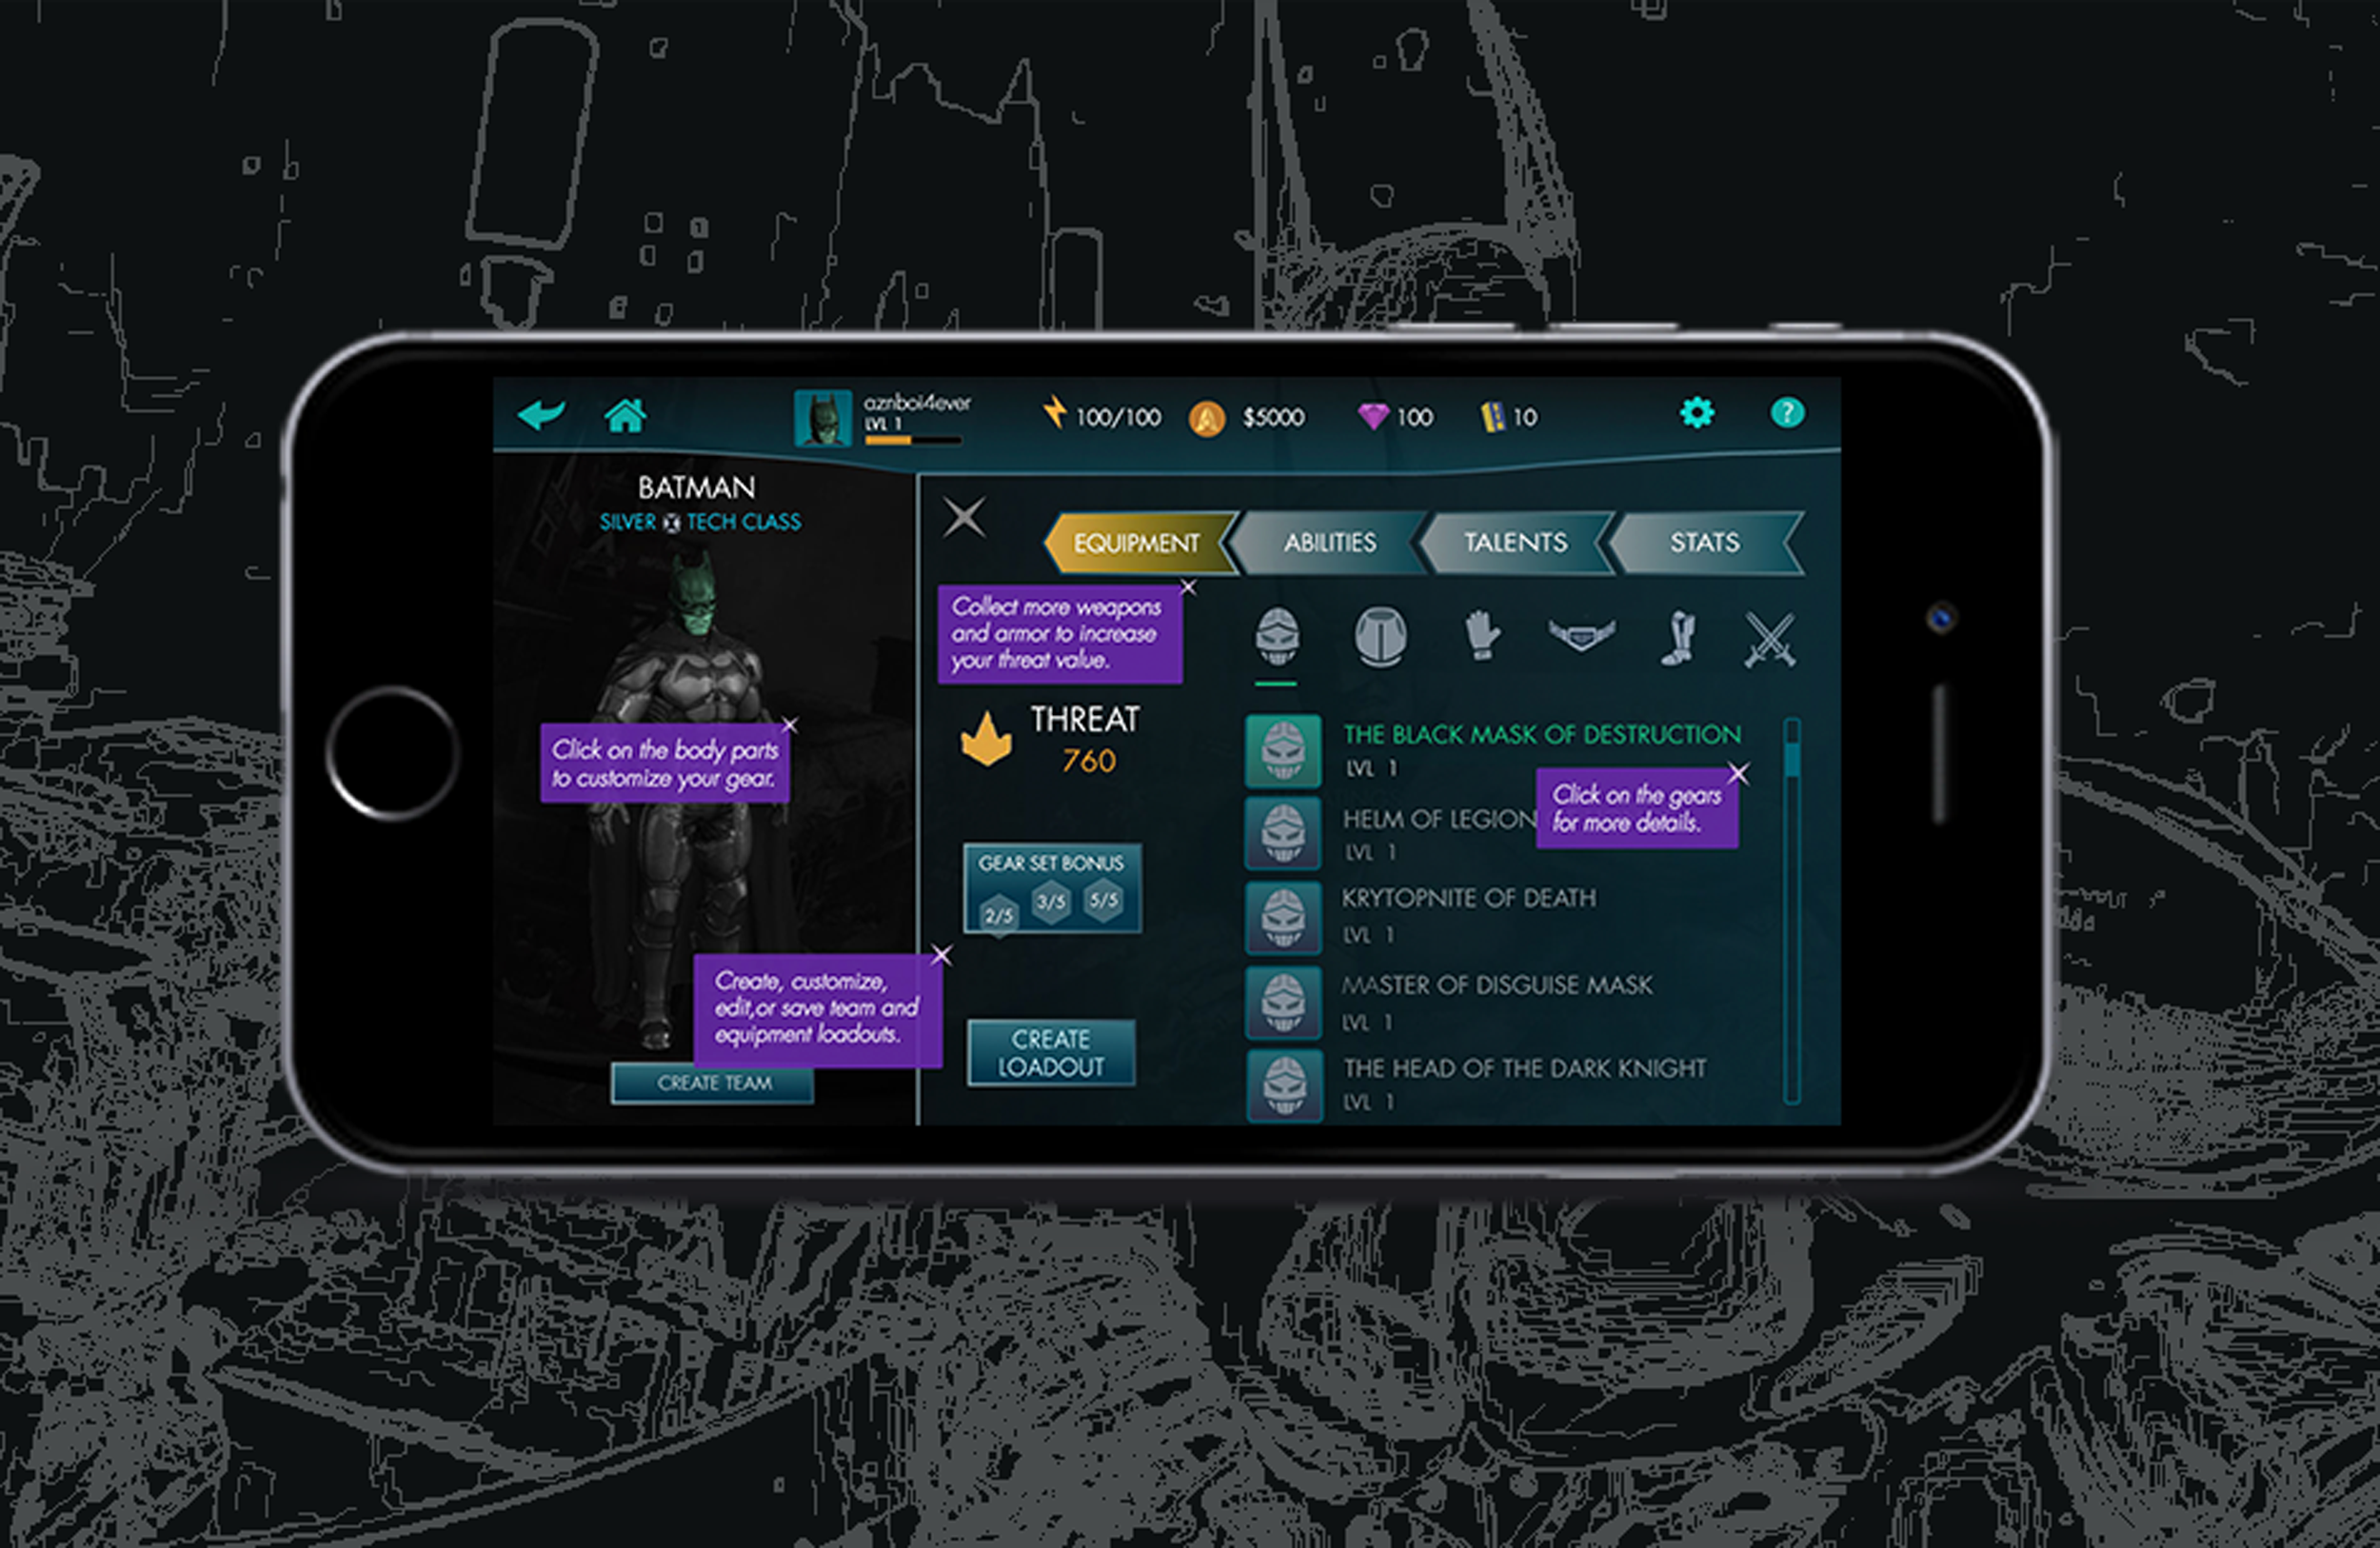 aznboi4ever
LVL 1
100/100
$5000
100
10
?
BATMAN
SILVER TECH CLASS
EQUIPMENT
ABILITIES
TALENTS
STATS
Collect more weapons
and armor to increase
your threat value.
Click on the body parts
to customize your gear.
THREAT
760
GEAR SET BONUS
2/5
3/5
5/5
Create, customize,
edit,or save team and
equipment loadouts.
CREATE TEAM
CREATE
LOADOUT
THE BLACK MASK OF DESTRUCTION
LVL 1
Click on the gears
for more details.
HELM OF LEGION
LVL 1
KRYTOPNITE OF DEATH
LVL 1
MASTER OF DISGUISE MASK
LVL 1
THE HEAD OF THE DARK KNIGHT
LVL 1